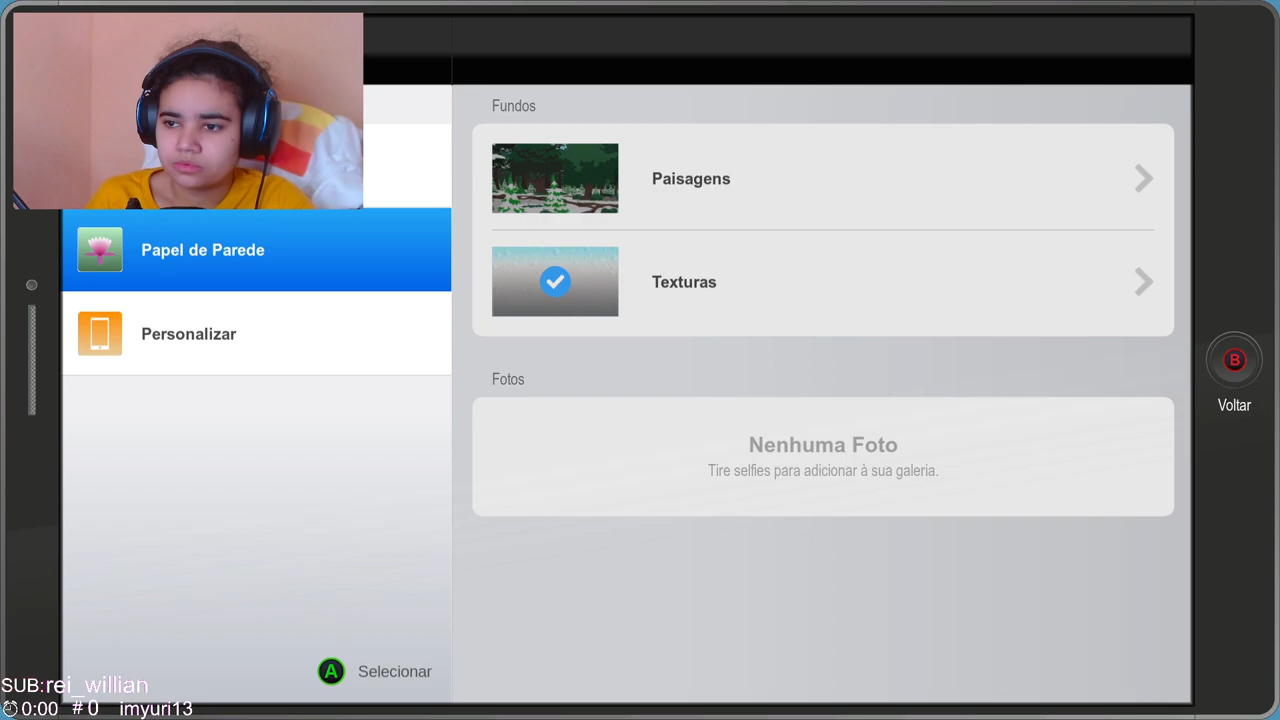 Fundos
Paisagens
Papel de Parede
Texturas
Personalizar
B
Voltar
Fotos
Nenhuma Foto
Tire selfies para adicionar à sua galeria.
A Selecionar
SUB:rei_willian
0:00 # 0 imyuri13